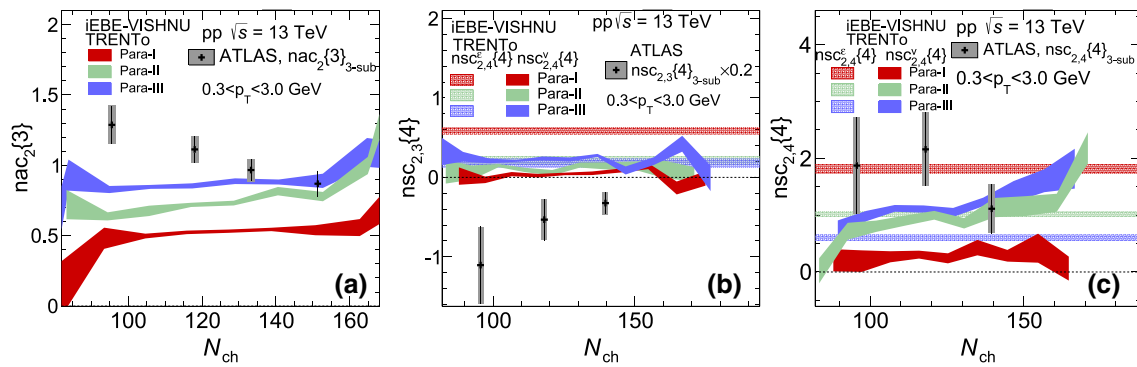 iEBE-VISHNU
TRENTo
Para-I
Para-II
Para-III
pp √s = 13 TeV
ATLAS, nac₂{3}3-sub
0.3<pT<3.0 GeV
2
1.5
1
0.5
0
nac₂{3}
100
120
140
160
Nch
(a)
iEBE-VISHNU
TRENTo
nscε2,4{4} nscv2,4{4}
Para-I
Para-II
Para-III
pp √s = 13 TeV
ATLAS
nsc2,3{4}3-sub×0.2
0.3<pT<3.0 GeV
2
1
0
-1
nsc2,3{4}
100
150
Nch
(b)
iEBE-VISHNU
TRENTo
nscε2,4{4} nscv2,4{4}
Para-I
Para-II
Para-III
pp √s = 13 TeV
ATLAS, nsc2,4{4}3-sub
0.3<pT<3.0 GeV
4
2
0
nsc2,4{4}
100
150
Nch
(c)